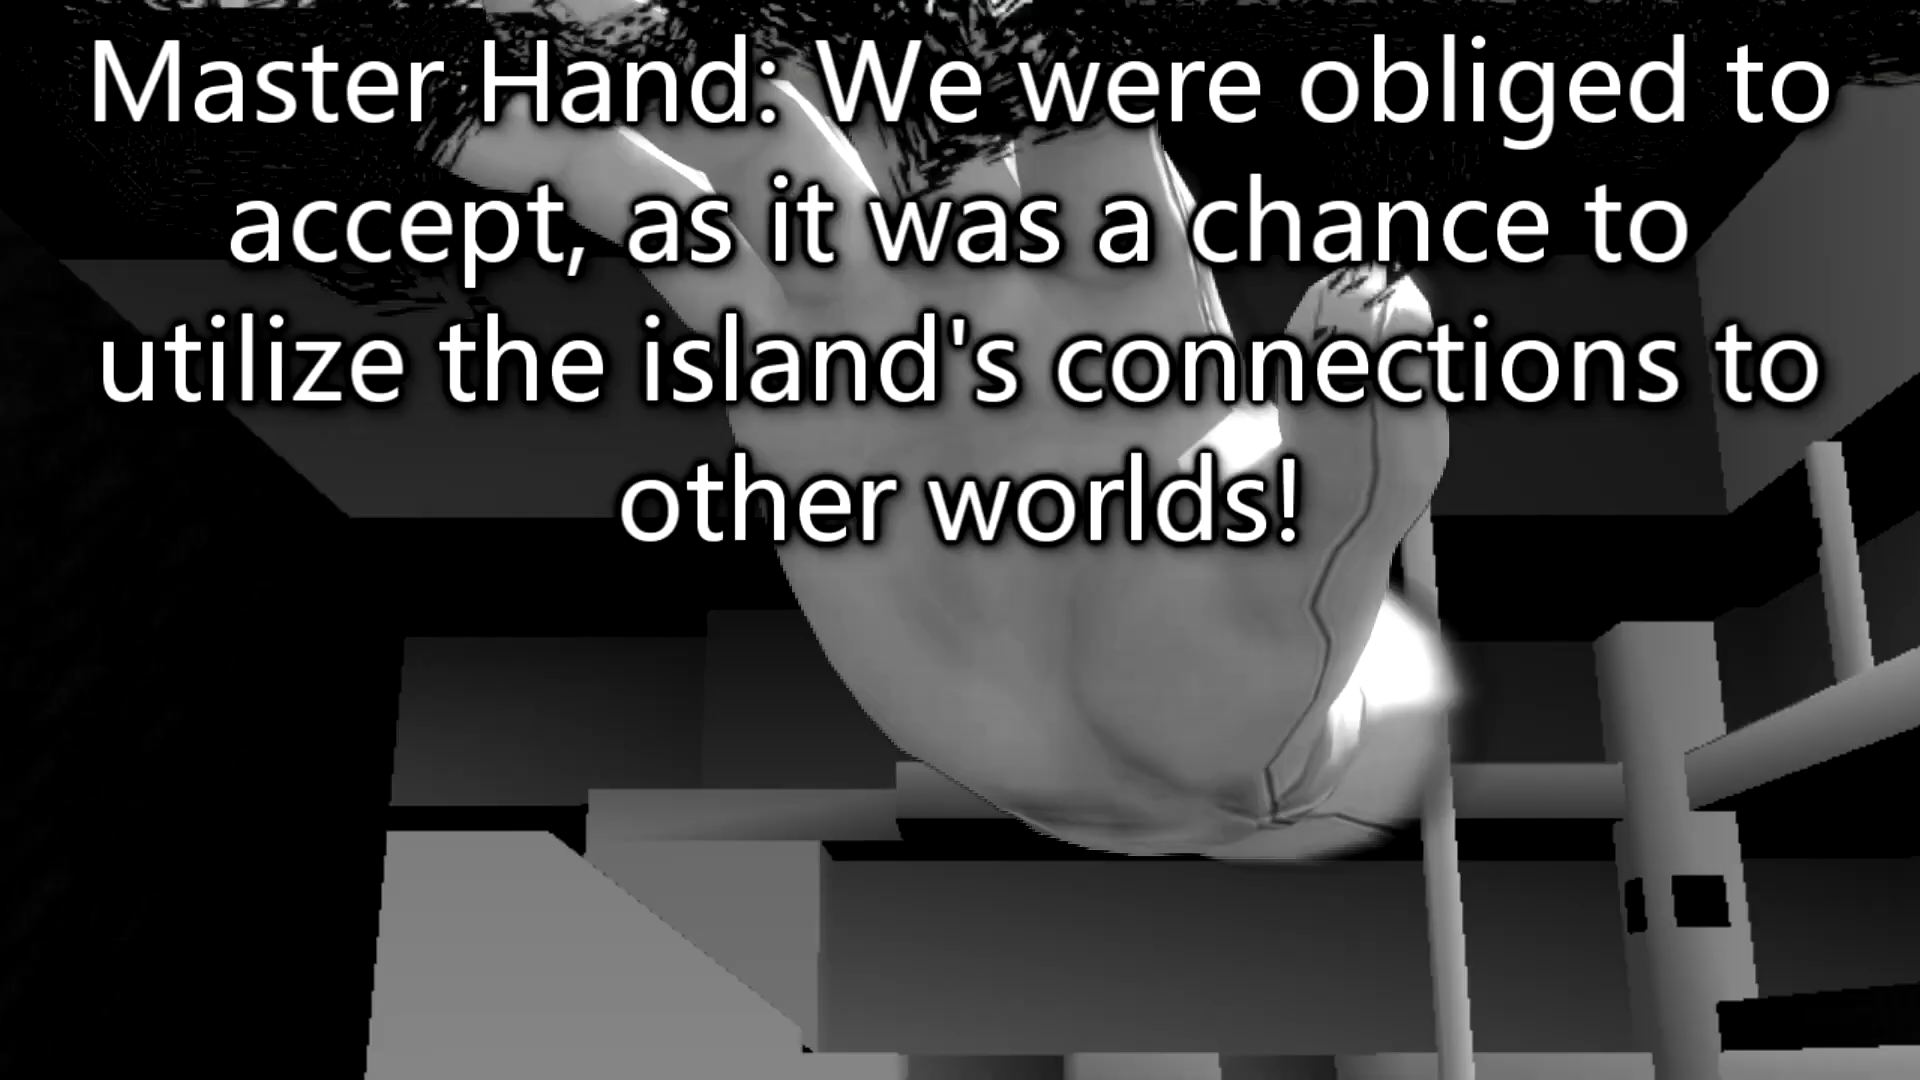 Master Hand: We were obliged to
accept, as it was a chance to
utilize the island's connections to
other worlds!